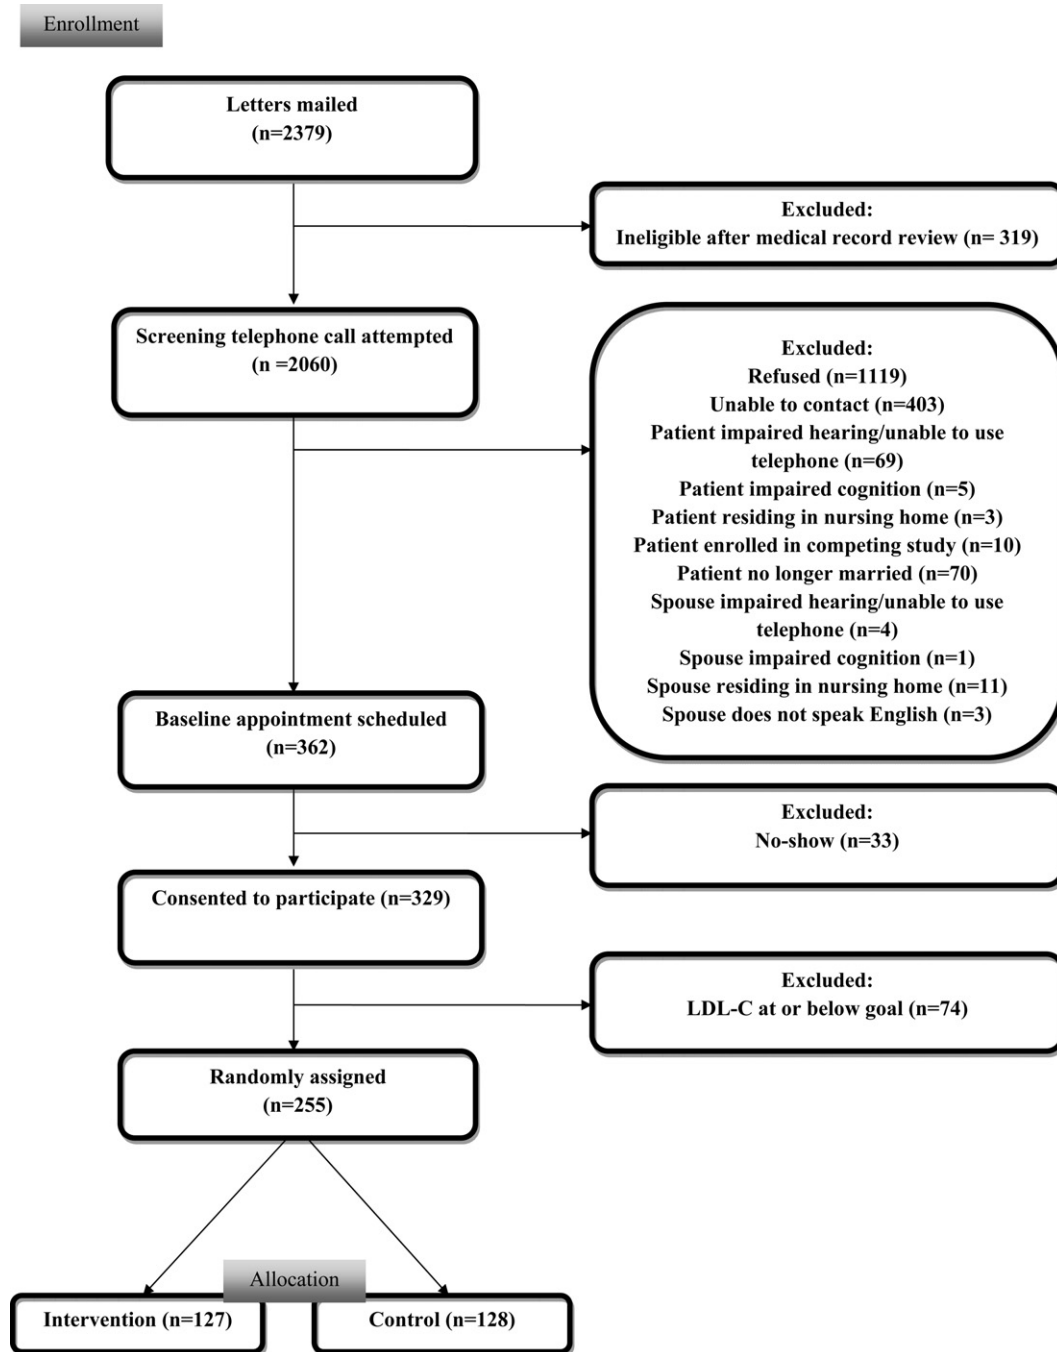 Enrollment
Letters mailed
(n=2379)
Excluded:
Ineligible after medical record review (n= 319)
Screening telephone call attempted
(n =2060)
Excluded:
Refused (n=1119)
Unable to contact (n=403)
Patient impaired hearing/unable to use
telephone (n=69)
Patient impaired cognition (n=5)
Patient residing in nursing home (n=3)
Patient enrolled in competing study (n=10)
Patient no longer married (n=70)
Spouse impaired hearing/unable to use
telephone (n=4)
Spouse impaired cognition (n=1)
Spouse residing in nursing home (n=11)
Spouse does not speak English (n=3)
Baseline appointment scheduled
(n=362)
Excluded:
No-show (n=33)
Consented to participate (n=329)
Excluded:
LDL-C at or below goal (n=74)
Randomly assigned
(n=255)
Allocation
Intervention (n=127)
Control (n=128)